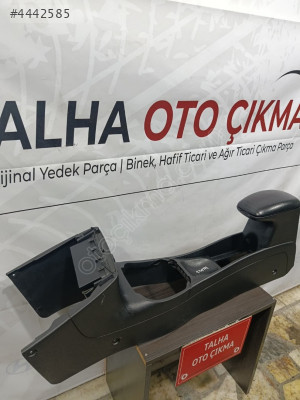 #4442585
ALHA OTO ÇIKMA
ijinal Yedek Parça | Binek, Hafif Ticari ve Ağır Ticari Çıkma Parça
TALHA
OTO ÇIKMA